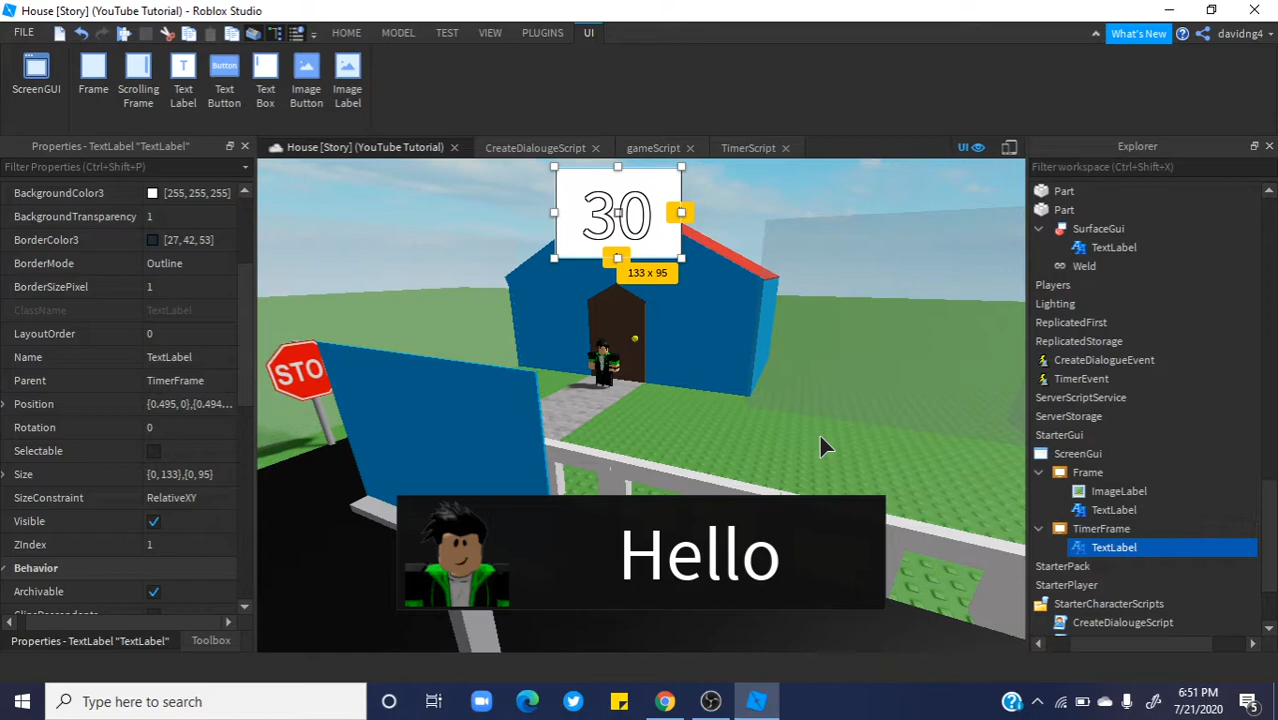 House [Story] (YouTube Tutorial) - Roblox Studio
FILE
HOME
MODEL
TEST
VIEW
PLUGINS
UI
What's New
davidng4
ScreenGUI
Frame
Scrolling
Frame
Text
Label
Text
Button
Text
Box
Image
Button
Image
Label
Button
T
Properties - TextLabel "TextLabel"
Filter Properties (Ctrl+Shift+P)
BackgroundColor3 [255,255,255]
BackgroundTransparency 1
BorderColor3 [27,42,53]
BorderMode Outline
BorderSizePixel 1
ClassName TextLabel
LayoutOrder 0
Name TextLabel
Parent TimerFrame
Position {0.495, 0},{0.494...
Rotation 0
Selectable
Size {0, 133},{0, 95}
SizeConstraint RelativeXY
Visible
ZIndex 1
Behavior
Archivable
Properties - TextLabel "TextLabel"
Toolbox
House [Story] (YouTube Tutorial)
CreateDialougeScript
gameScript
TimerScript
UI
30
133 x 95
STO
Hello
Explorer
Filter workspace (Ctrl+Shift+X)
Part
Part
SurfaceGui
TextLabel
Weld
Players
Lighting
ReplicatedFirst
ReplicatedStorage
CreateDialogueEvent
TimerEvent
ServerScriptService
ServerStorage
StarterGui
ScreenGui
Frame
ImageLabel
TextLabel
TimerFrame
TextLabel
StarterPack
StarterPlayer
StarterCharacterScripts
CreateDialougeScript
Type here to search
6:51 PM
7/21/2020
5